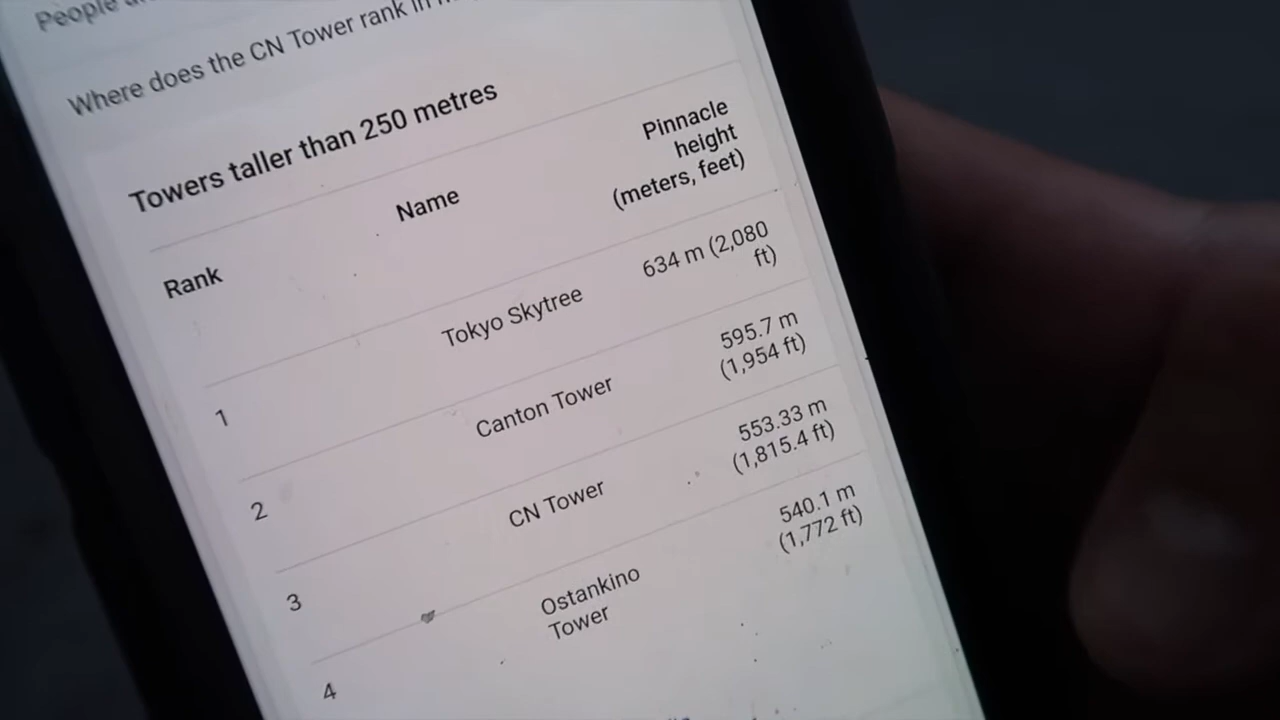 People
Where does the CN Tower rank in
Towers taller than 250 metres
Rank Name Pinnacle
height
(meters, feet)
1 Tokyo Skytree 634 m (2,080
ft)
2 Canton Tower 595.7 m
(1,954 ft)
3 CN Tower 553.33 m
(1,815.4 ft)
4 Ostankino
Tower 540.1 m
(1,772 ft)